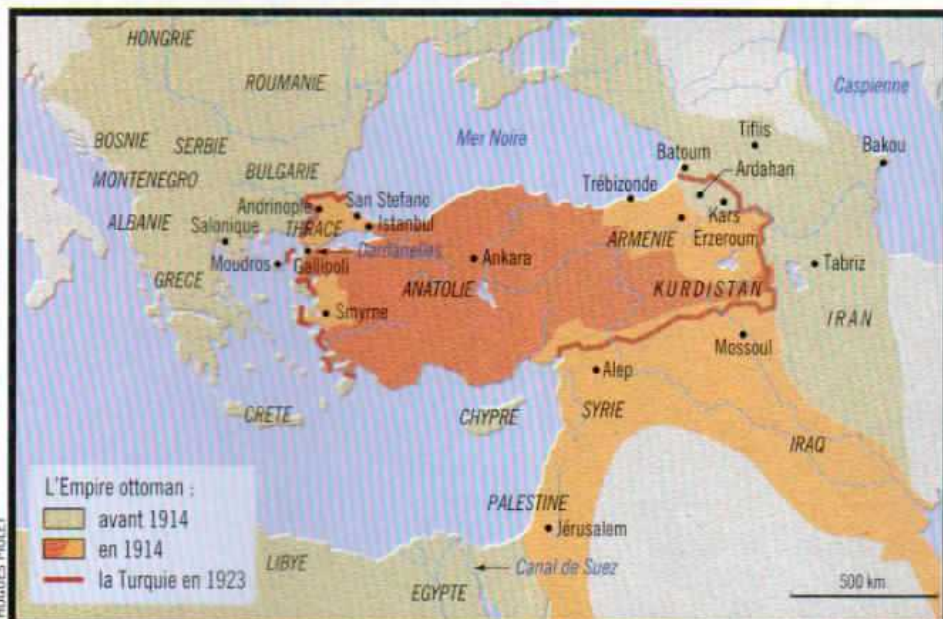 HONGRIE
ROUMANIE
Caspienne
BOSNIE
SERBIE
Mer Noire
Tiflis
Bakou
Batoum
Ardahan
MONTENEGRO
BULGARIE
Trébizonde
Andrinople
San Stefano
Kars
ALBANIE
Salonique
THRACE
Istanbul
ARMENIE
Erzeroum
Dardanelles
Moudros
Gallipoli
Ankara
Tabriz
GRECE
ANATOLIE
KURDISTAN
IRAN
Smyrne
Mossoul
Alep
CRETE
CHYPRE
SYRIE
IRAQ
L'Empire ottoman :
avant 1914
en 1914
la Turquie en 1923
PALESTINE
Jérusalem
LIBYE
Canal de Suez
EGYPTE
500 km
HUGUES PIOLET